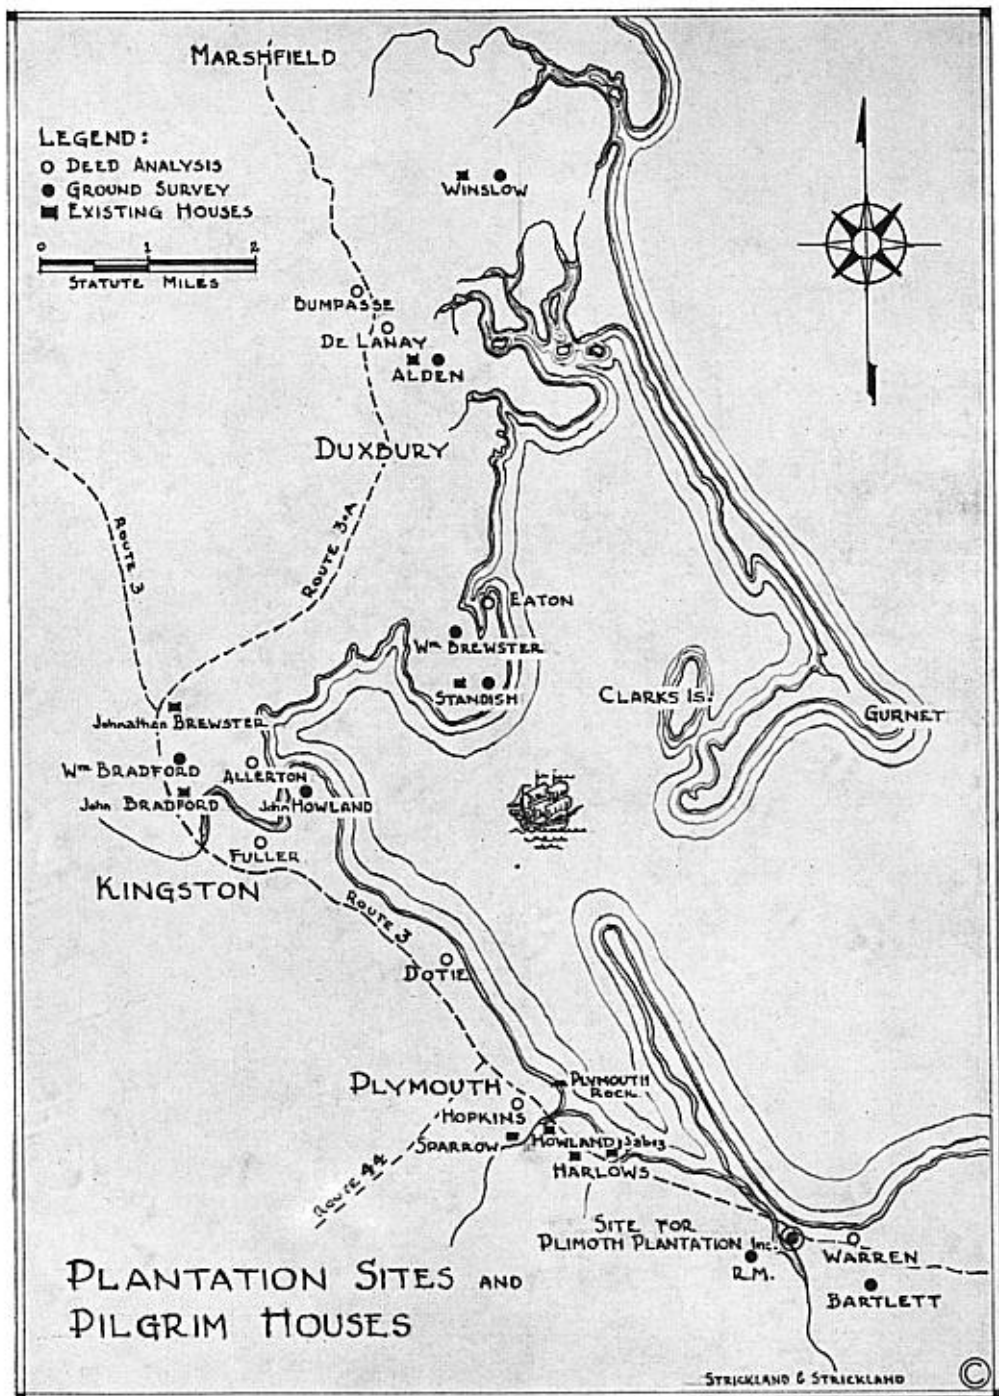 MARSHFIELD
LEGEND:
DEED ANALYSIS
GROUND SURVEY
EXISTING HOUSES
0 1 2
STATUTE MILES
WINSLOW
BUMPASSE
DE LANAY
ALDEN
DUXBURY
ROUTE 3
ROUTE 3-A
EATON
Wm BREWSTER
STANDISH
CLARKS IS.
GURNET
Johnathan BREWSTER
Wm BRADFORD
ALLERTON
John BRADFORD
John HOWLAND
FULLER
KINGSTON
ROUTE 3
DOTIE
PLYMOUTH
PLYMOUTH
ROCK
HOPKINS
SPARROW
HOWLAND Jabez
HARLOWS
ROUTE 44
SITE FOR
PLIMOTH PLANTATION Inc.
WARREN
R.M.
BARTLETT
PLANTATION SITES AND
PILGRIM HOUSES
STRICKLAND & STRICKLAND
©